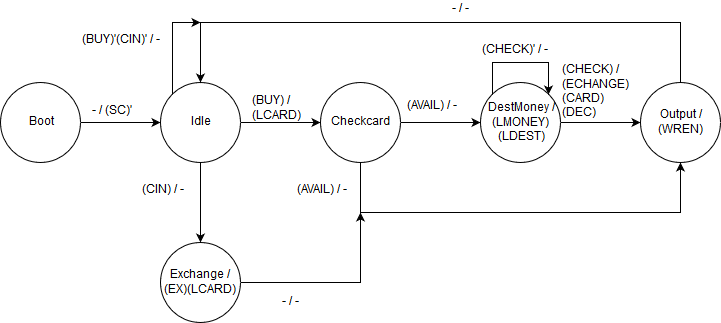 - / -
(BUY)'(CIN)' / -
(CHECK)' / -
(CHECK) /
(ECHANGE)
(CARD)
(DEC)
Boot
- / (SC)'
Idle
(BUY) /
(LCARD)
Checkcard
(AVAIL) / -
DestMoney /
(LMONEY)
(LDEST)
Output /
(WREN)
(CIN) / -
(AVAIL) / -
Exchange /
(EX)(LCARD)
- / -